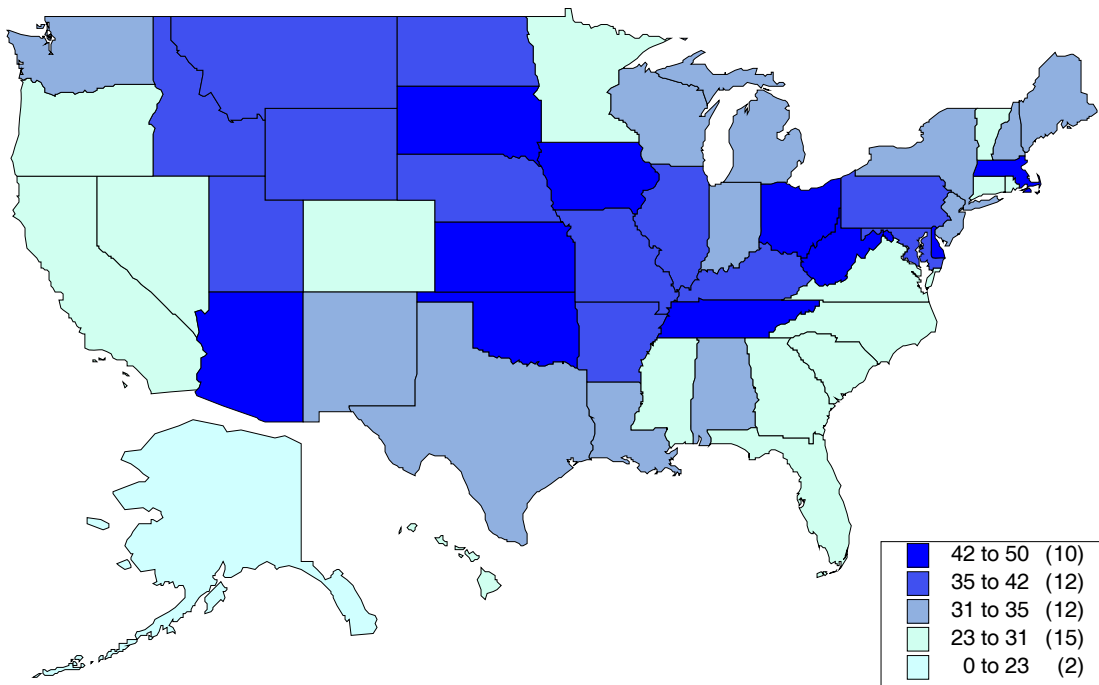 42 to 50 (10)
35 to 42 (12)
31 to 35 (12)
23 to 31 (15)
0 to 23 (2)